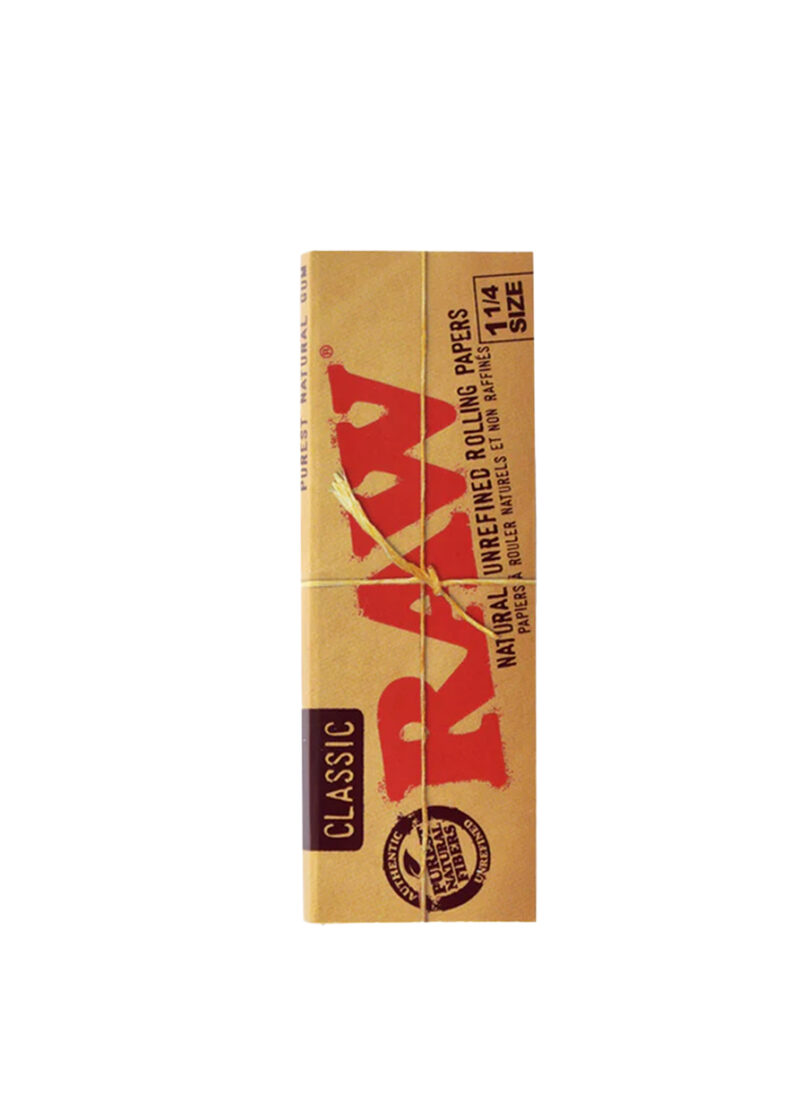 PUREST NATURAL GUM
CLASSIC
RAW®
NATURAL UNREFINED ROLLING PAPERS
PAPIERS À ROULER NATURELS ET NON RAFFINÉS
1 1/4
SIZE
AUTHENTIC
PUREST
NATURAL
FIBERS
UNREFINED